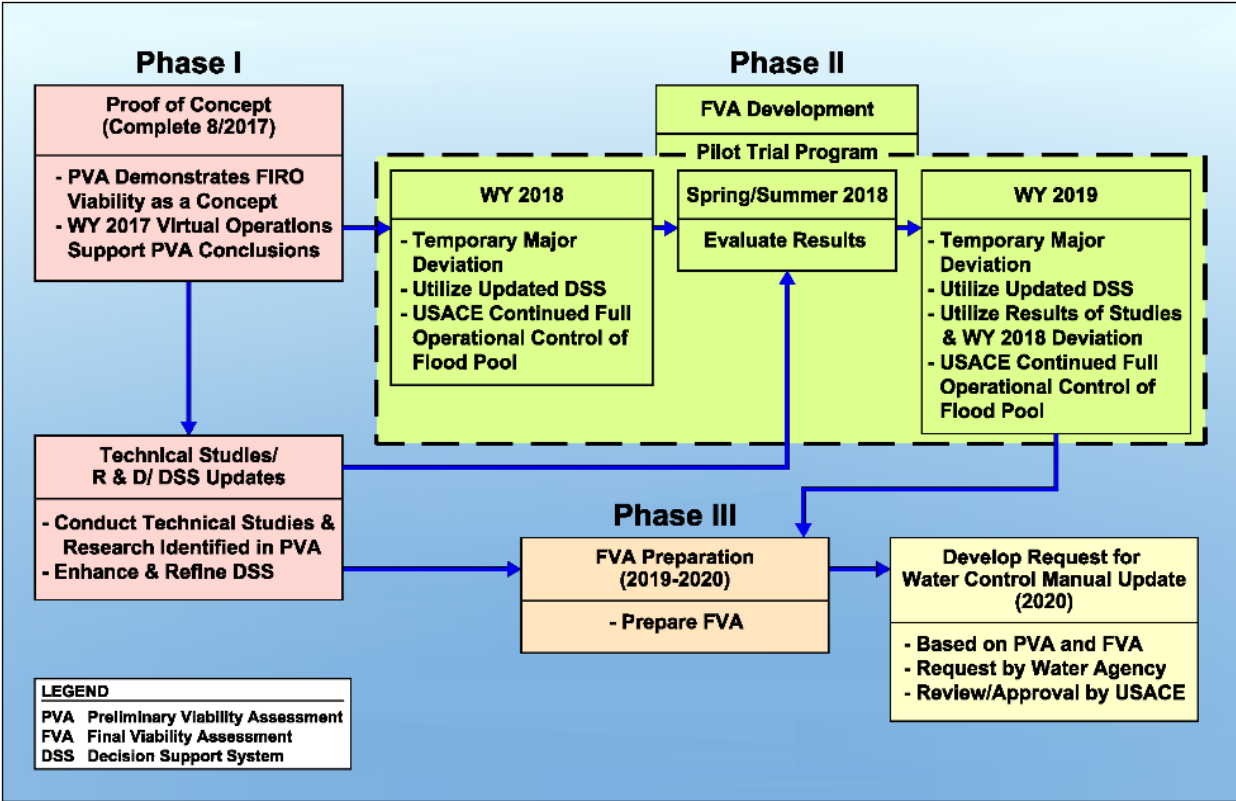 Phase I
Proof of Concept
(Complete 8/2017)
- PVA Demonstrates FIRO
Viability as a Concept
- WY 2017 Virtual Operations
Support PVA Conclusions
Technical Studies/
R & D/ DSS Updates
- Conduct Technical Studies &
Research Identified in PVA
- Enhance & Refine DSS
Phase II
FVA Development
Pilot Trial Program
WY 2018
- Temporary Major
Deviation
- Utilize Updated DSS
- USACE Continued Full
Operational Control of
Flood Pool
Spring/Summer 2018
Evaluate Results
WY 2019
- Temporary Major
Deviation
- Utilize Updated DSS
- Utilize Results of Studies
& WY 2018 Deviation
- USACE Continued Full
Operational Control of
Flood Pool
Phase III
FVA Preparation
(2019-2020)
- Prepare FVA
Develop Request for
Water Control Manual Update
(2020)
- Based on PVA and FVA
- Request by Water Agency
- Review/Approval by USACE
LEGEND
PVA Preliminary Viability Assessment
FVA Final Viability Assessment
DSS Decision Support System